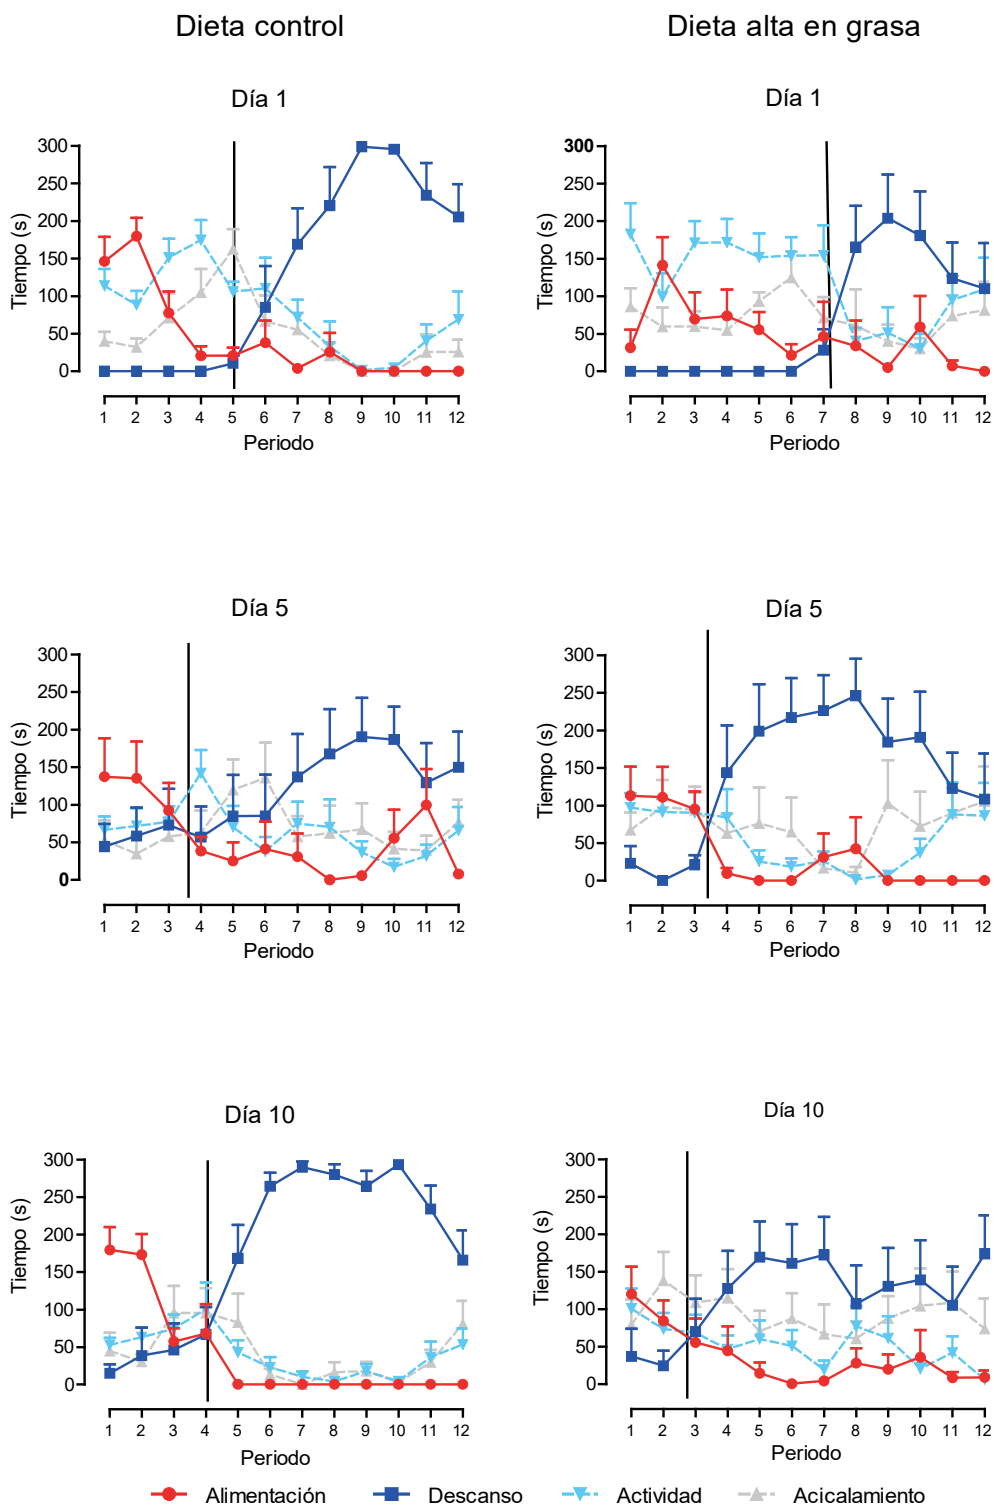 Dieta control
Dieta alta en grasa
Día 1
300
250
200
150
100
50
0
Tiempo (s)
1 2 3 4 5 6 7 8 9 10 11 12
Periodo
Día 1
300
250
200
150
100
50
0
Tiempo (s)
1 2 3 4 5 6 7 8 9 10 11 12
Periodo
Día 5
300
250
200
150
100
50
0
Tiempo (s)
1 2 3 4 5 6 7 8 9 10 11 12
Periodo
Día 5
300
250
200
150
100
50
0
Tiempo (s)
1 2 3 4 5 6 7 8 9 10 11 12
Periodo
Día 10
300
250
200
150
100
50
0
Tiempo (s)
1 2 3 4 5 6 7 8 9 10 11 12
Periodo
Día 10
300
250
200
150
100
50
0
Tiempo (s)
1 2 3 4 5 6 7 8 9 10 11 12
Periodo
Alimentación Descanso Actividad Acicalamiento